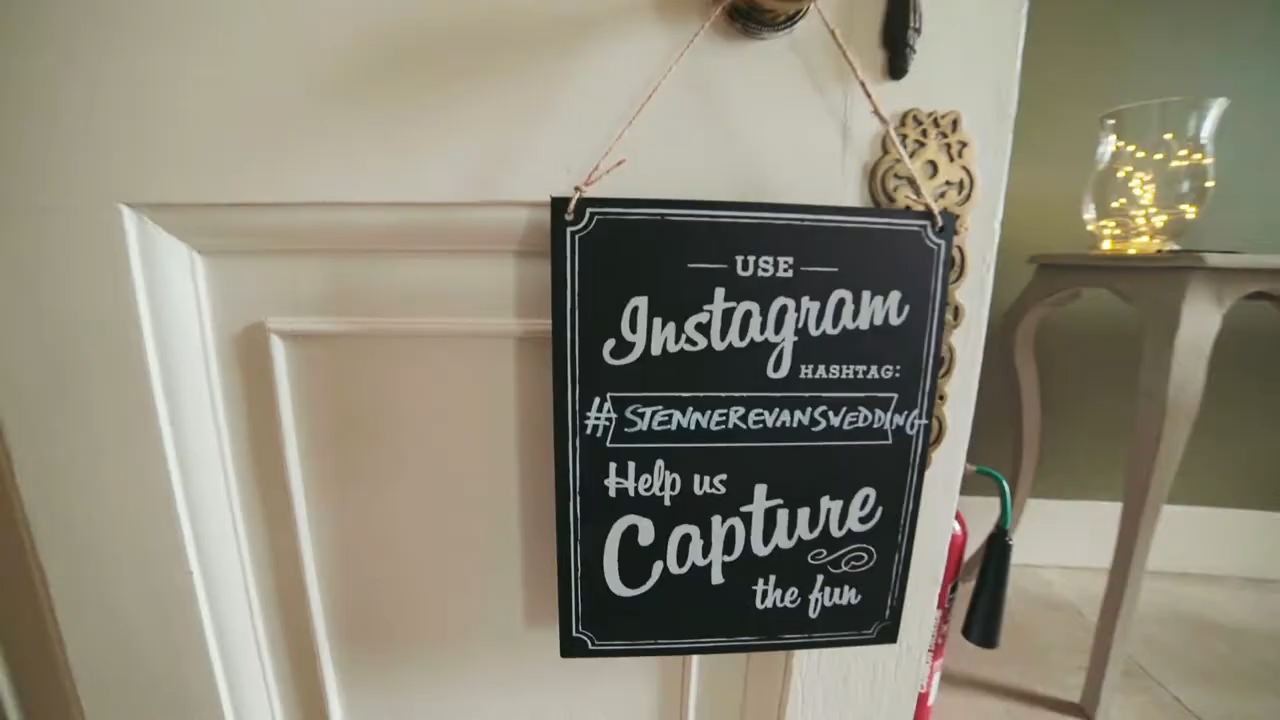 USE
Instagram
HASHTAG:
#STENNEREVANSWEDDING
Help us
Capture
the fun